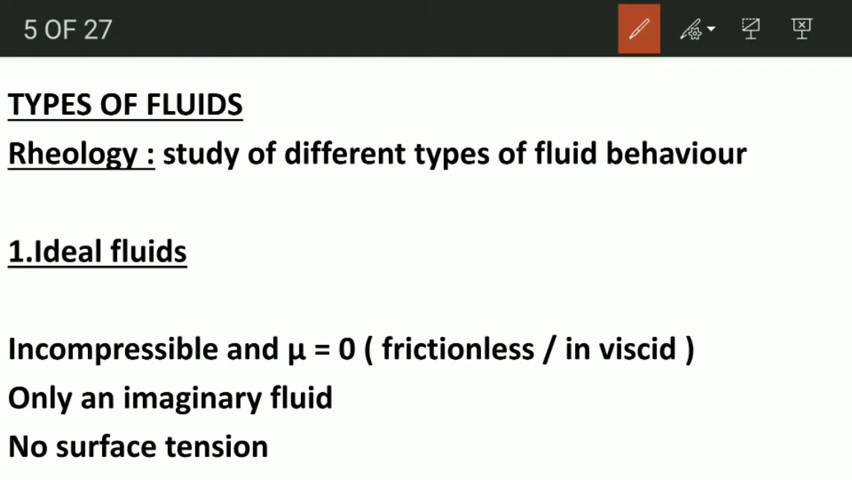 5 OF 27
TYPES OF FLUIDS
Rheology : study of different types of fluid behaviour
1.Ideal fluids
Incompressible and μ = 0 ( frictionless / in viscid )
Only an imaginary fluid
No surface tension